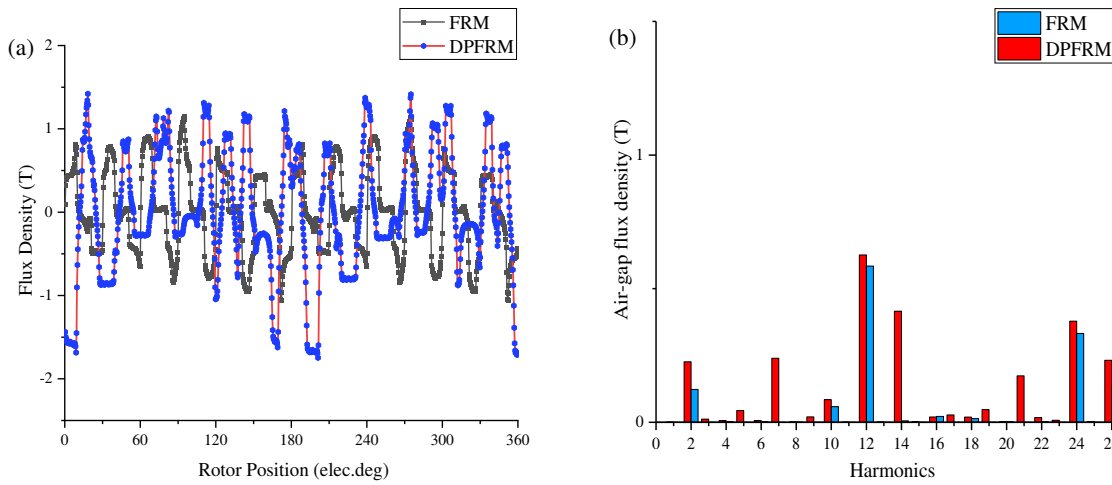 (a)
FRM
DPFRM
2
1
0
-1
-2
Flux Density (T)
0 60 120 180 240 300 360
Rotor Position (elec.deg)
(b)
FRM
DPFRM
1
0
Air-gap flux density (T)
0 2 4 6 8 10 12 14 16 18 20 22 24
Harmonics